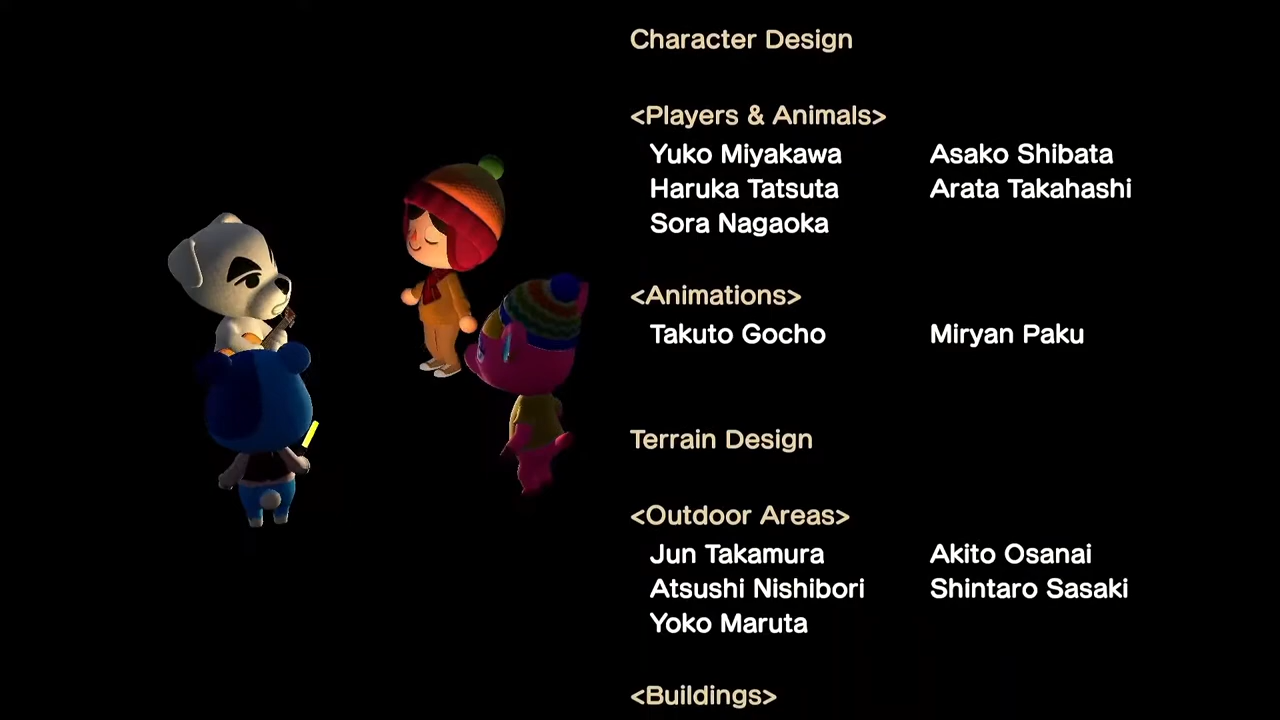 Character Design
<Players & Animals>
Yuko Miyakawa Asako Shibata
Haruka Tatsuta Arata Takahashi
Sora Nagaoka
<Animations>
Takuto Gocho Miryan Paku
Terrain Design
<Outdoor Areas>
Jun Takamura Akito Osanai
Atsushi Nishibori Shintaro Sasaki
Yoko Maruta
<Buildings>